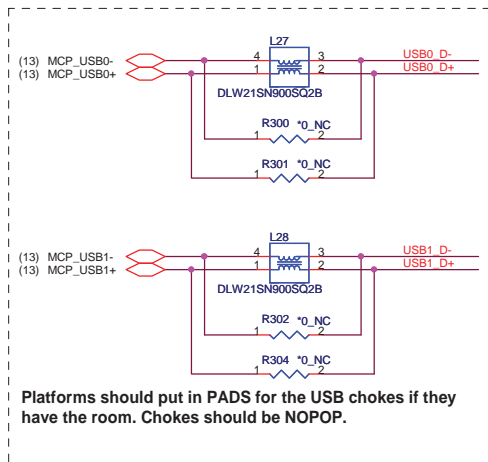 L27
(13) MCP_USB0- 4 3 USB0_D-
(13) MCP_USB0+ 1 2 USB0_D+
DLW21SN900SQ2B
R300 *0_NC
1 2
R301 *0_NC
1 2
L28
(13) MCP_USB1- 4 3 USB1_D-
(13) MCP_USB1+ 1 2 USB1_D+
DLW21SN900SQ2B
R302 *0_NC
1 2
R304 *0_NC
1 2
Platforms should put in PADS for the USB chokes if they
have the room. Chokes should be NOPOP.